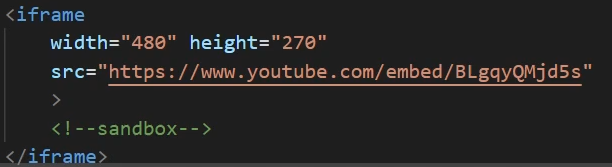 <iframe
width="480" height="270"
src="https://www.youtube.com/embed/BLgqyQMjd5s"
>
<!--sandbox-->
</iframe>